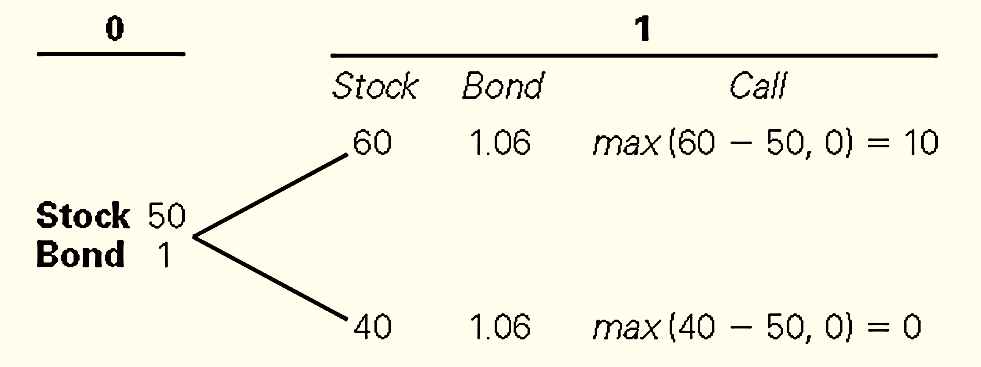 0 1
Stock Bond Call
60 1.06 max (60 − 50, 0) = 10
Stock 50
Bond 1
40 1.06 max (40 − 50, 0) = 0